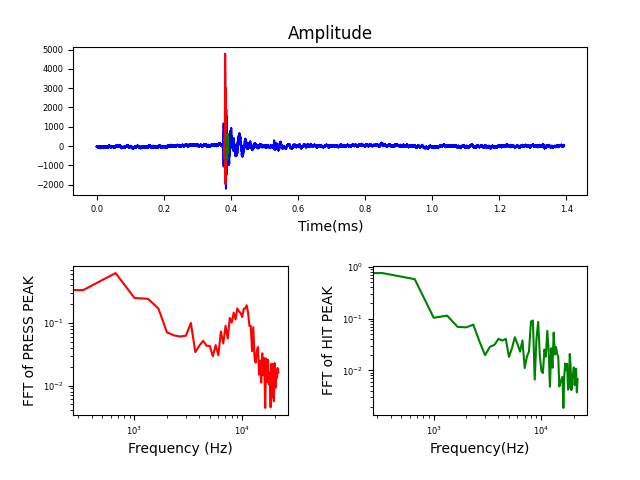 Amplitude
5000
4000
3000
2000
1000
0
−1000
−2000
0.0 0.2 0.4 0.6 0.8 1.0 1.2 1.4
Time(ms)
FFT of PRESS PEAK
10⁻¹
10⁻²
10³ 10⁴
Frequency (Hz)
FFT of HIT PEAK
10⁰
10⁻¹
10⁻²
10³ 10⁴
Frequency(Hz)